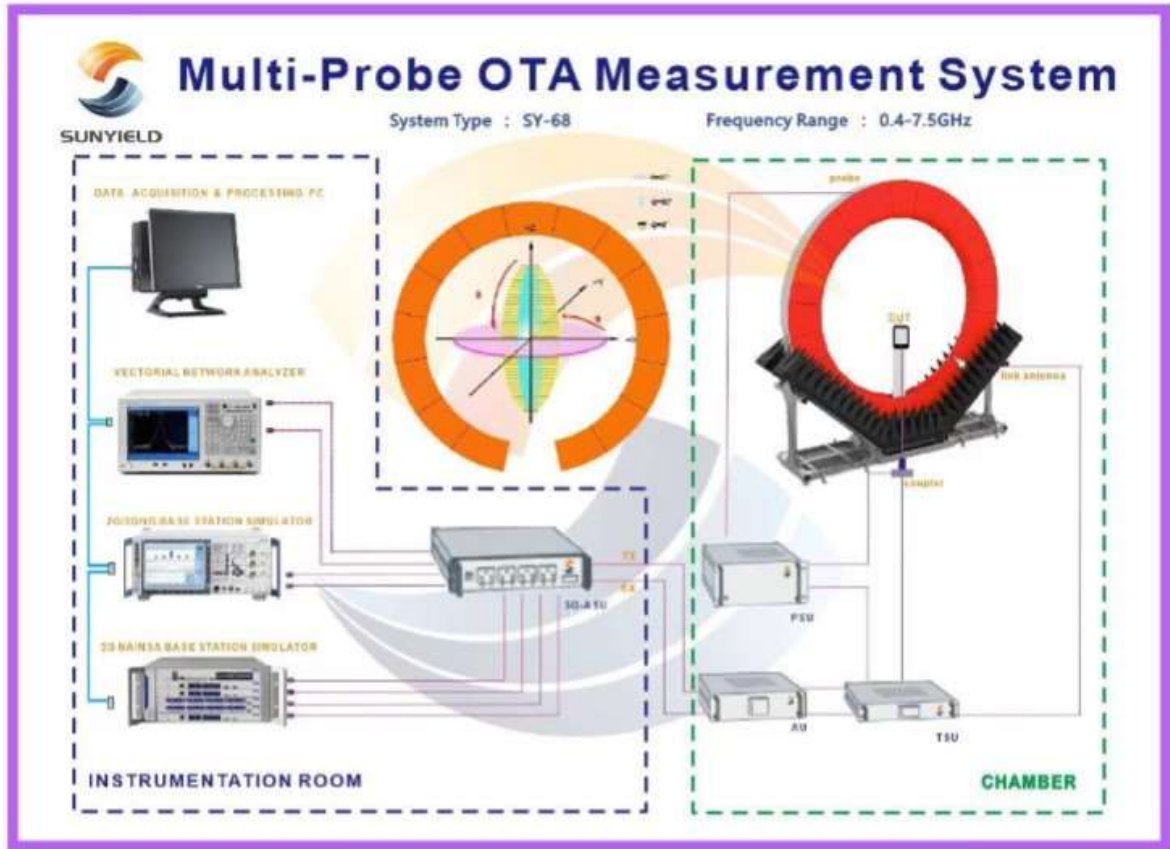 Multi-Probe OTA Measurement System
SUNYIELD
System Type : SY-68
Frequency Range : 0.4-7.5GHz
DATA ACQUISITION & PROCESSING PC
probe
DUT
VECTORIAL NETWORK ANALYZER
link antenna
coupler
BASE STATION SIMULATOR
TX
PSU
BASE STATION SIMULATOR
AU
TSU
INSTRUMENTATION ROOM
CHAMBER